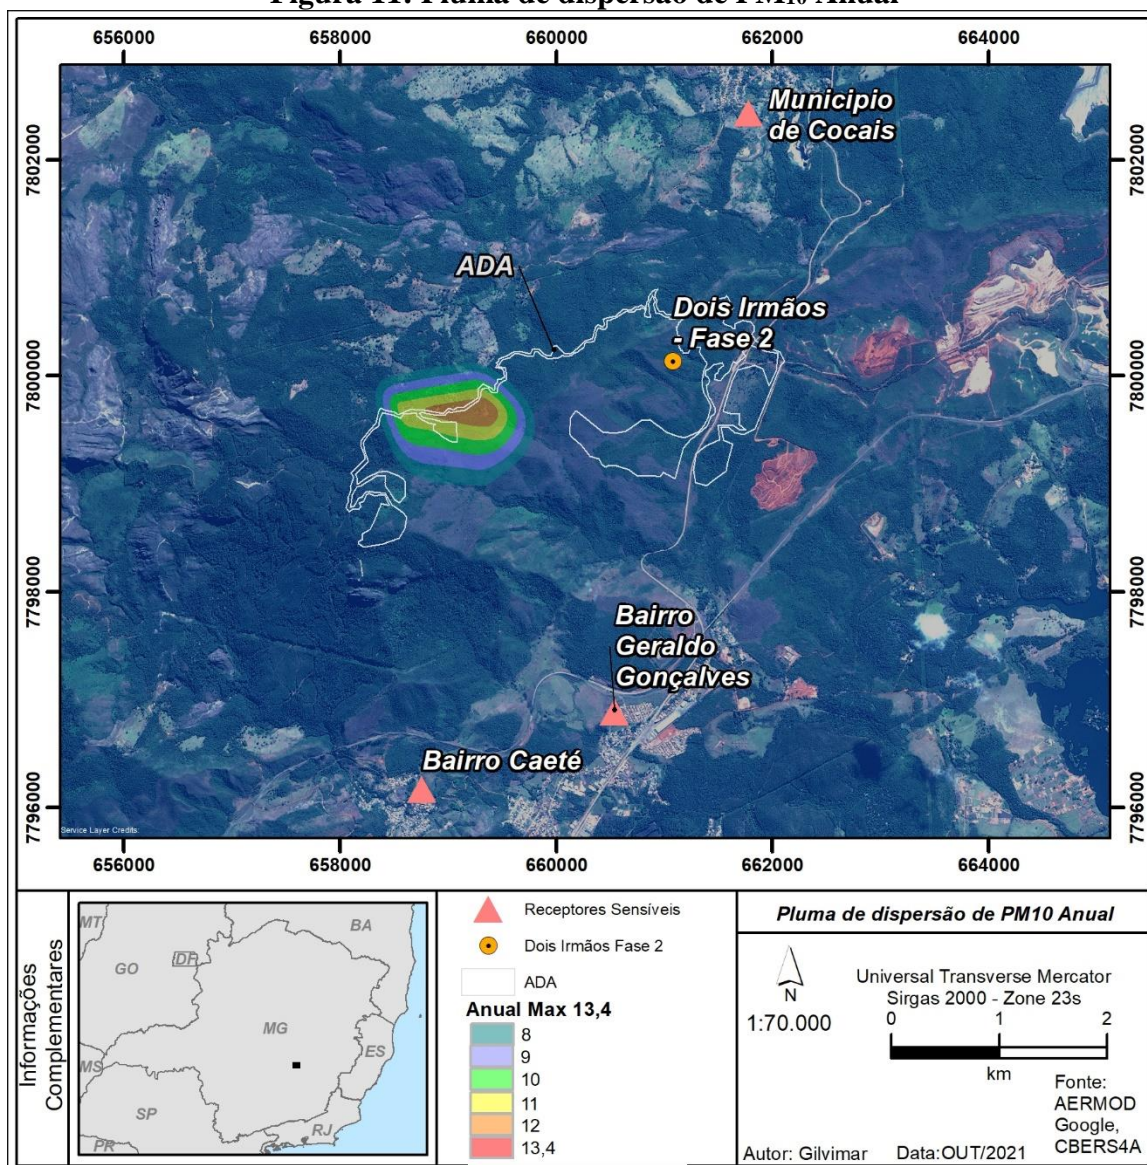 Figura 11: Pluma de dispersão de PM₁₀ Anual
656000 658000 660000 662000 664000
7802000
7800000
7798000
7796000
7802000
7800000
7798000
7796000
Municipio
de Cocais
ADA
Dois Irmãos
- Fase 2
Bairro
Geraldo
Gonçalves
Bairro Caeté
Service Layer Credits:
656000 658000 660000 662000 664000
Informações
Complementares
MT
GO
DF
BA
MG
ES
MS
SP
RJ
PR
Receptores Sensíveis
Dois Irmãos Fase 2
ADA
Anual Max 13,4
8
9
10
11
12
13,4
Pluma de dispersão de PM10 Anual
N
1:70.000
Universal Transverse Mercator
Sirgas 2000 - Zone 23s
0 1 2
km
Fonte:
AERMOD
Google,
CBERS4A
Autor: Gilvimar Data:OUT/2021